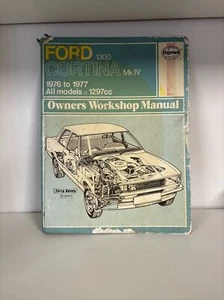 FORD 1300
CORTINA Mk IV
1976 to 1977
All models □ 1297cc
Owners Workshop Manual